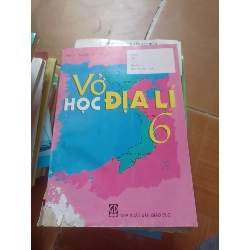 VỞ
HỌC ĐỊA LÍ
6
NHÀ XUẤT BẢN GIÁO DỤC